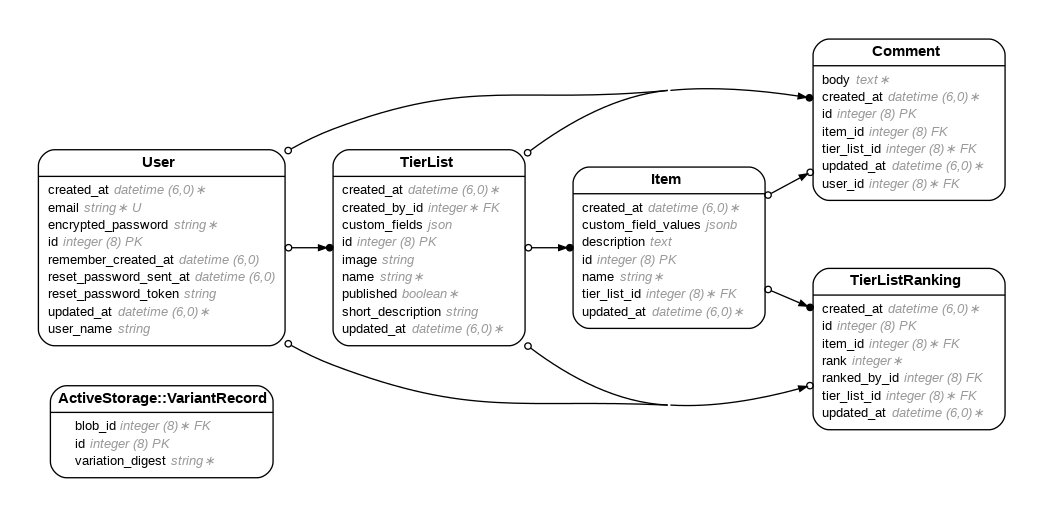 User
created_at datetime (6,0)∗
email string∗ U
encrypted_password string∗
id integer (8) PK
remember_created_at datetime (6,0)
reset_password_sent_at datetime (6,0)
reset_password_token string
updated_at datetime (6,0)∗
user_name string
ActiveStorage::VariantRecord
blob_id integer (8)∗ FK
id integer (8) PK
variation_digest string∗
TierList
created_at datetime (6,0)∗
created_by_id integer∗ FK
custom_fields json
id integer (8) PK
image string
name string∗
published boolean∗
short_description string
updated_at datetime (6,0)∗
Item
created_at datetime (6,0)∗
custom_field_values jsonb
description text
id integer (8) PK
name string∗
tier_list_id integer (8)∗ FK
updated_at datetime (6,0)∗
Comment
body text∗
created_at datetime (6,0)∗
id integer (8) PK
item_id integer (8) FK
tier_list_id integer (8)∗ FK
updated_at datetime (6,0)∗
user_id integer (8)∗ FK
TierListRanking
created_at datetime (6,0)∗
id integer (8) PK
item_id integer (8)∗ FK
rank integer∗
ranked_by_id integer (8) FK
tier_list_id integer (8)∗ FK
updated_at datetime (6,0)∗